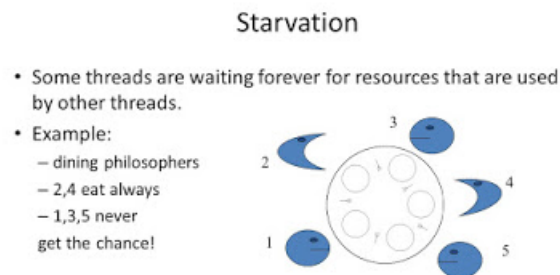 Starvation
• Some threads are waiting forever for resources that are used
by other threads.
• Example:
– dining philosophers
– 2,4 eat always
– 1,3,5 never
get the chance!
3
2
4
1
5